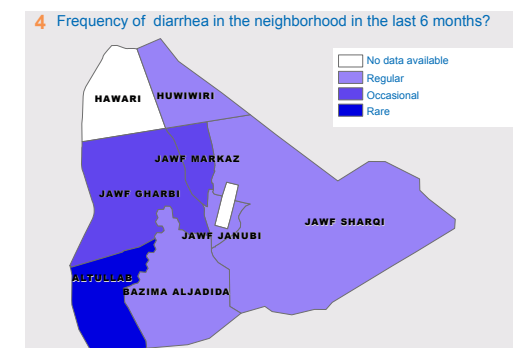 4 Frequency of diarrhea in the neighborhood in the last 6 months?
No data available
Regular
Occasional
Rare
HAWARI
HUWIWIRI
JAWF MARKAZ
JAWF GHARBI
JAWF SHARQI
JAWF JANUBI
ALTULLAB
BAZIMA ALJADIDA